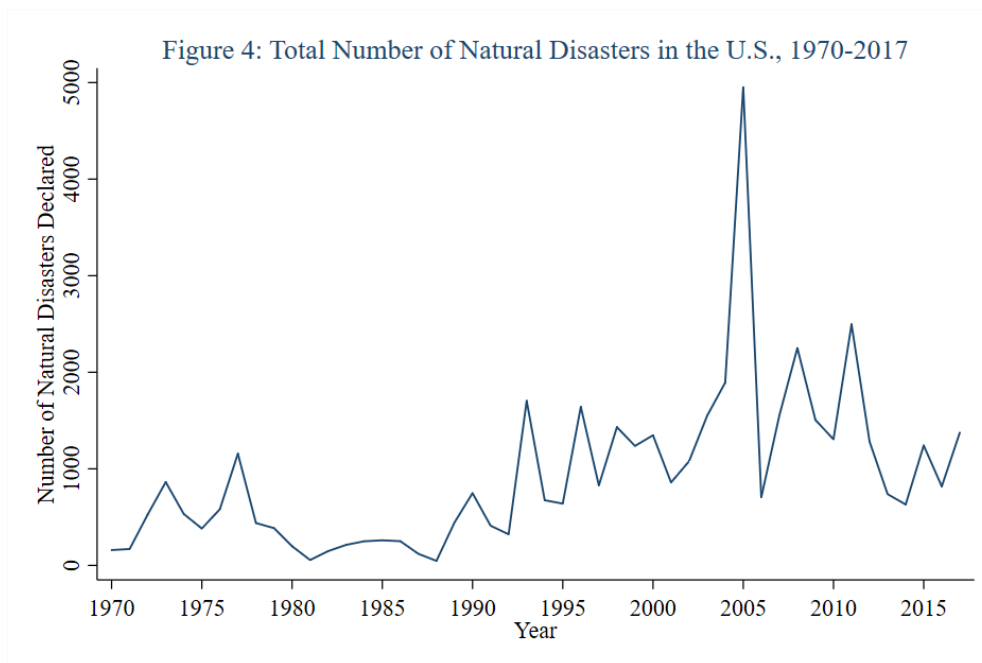 Figure 4: Total Number of Natural Disasters in the U.S., 1970-2017
Number of Natural Disasters Declared
5000
4000
3000
2000
1000
0
1970 1975 1980 1985 1990 1995 2000 2005 2010 2015
Year